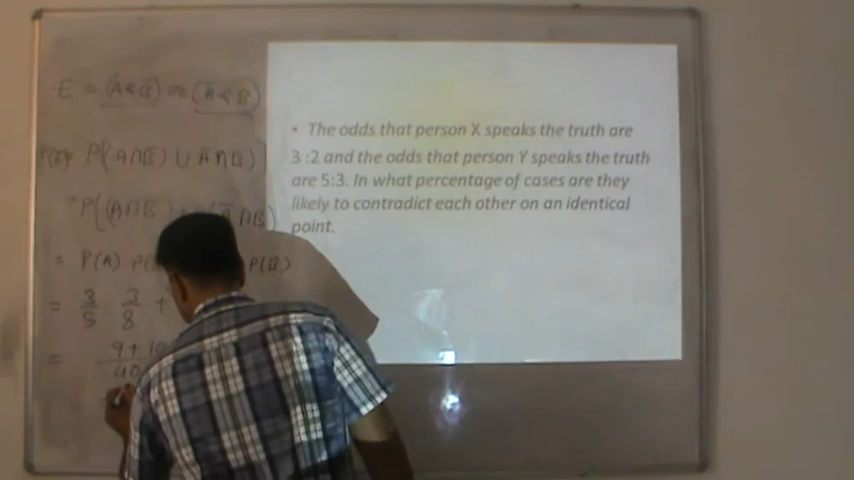 E = (A & B̅) or (A̅ & B)
P(E)= P(A∩B̅) ∪ A̅∩B)
= P{(A∩B̅) A̅∩B)
= P(A) . P( P(B)
= 3/5 3/8 +
= 9 + 10
40
• The odds that person X speaks the truth are
3 :2 and the odds that person Y speaks the truth
are 5:3. In what percentage of cases are they
likely to contradict each other on an identical
point.